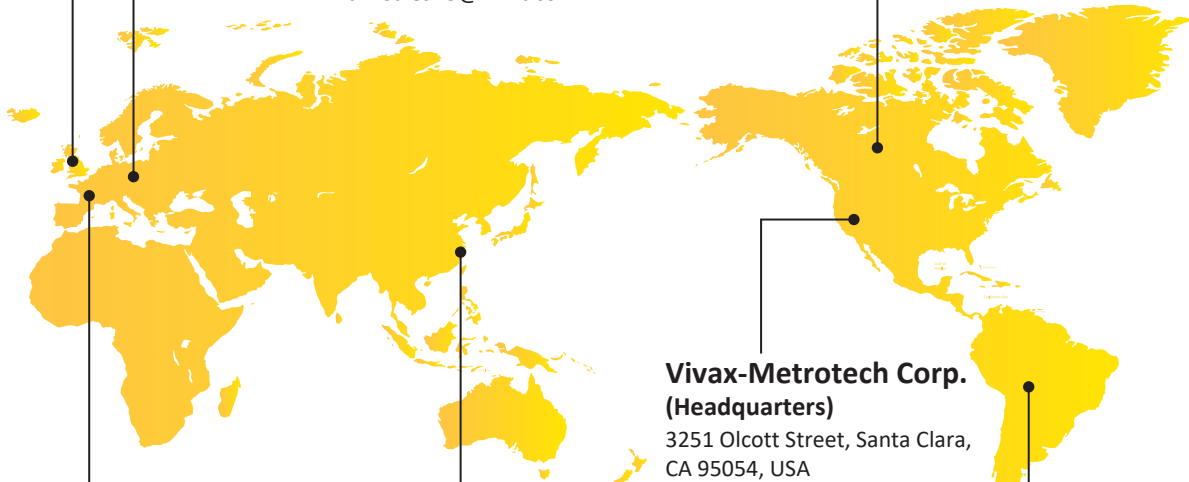 Vivax-Metrotech Corp.
(Headquarters)
3251 Olcott Street, Santa Clara,
CA 95054, USA